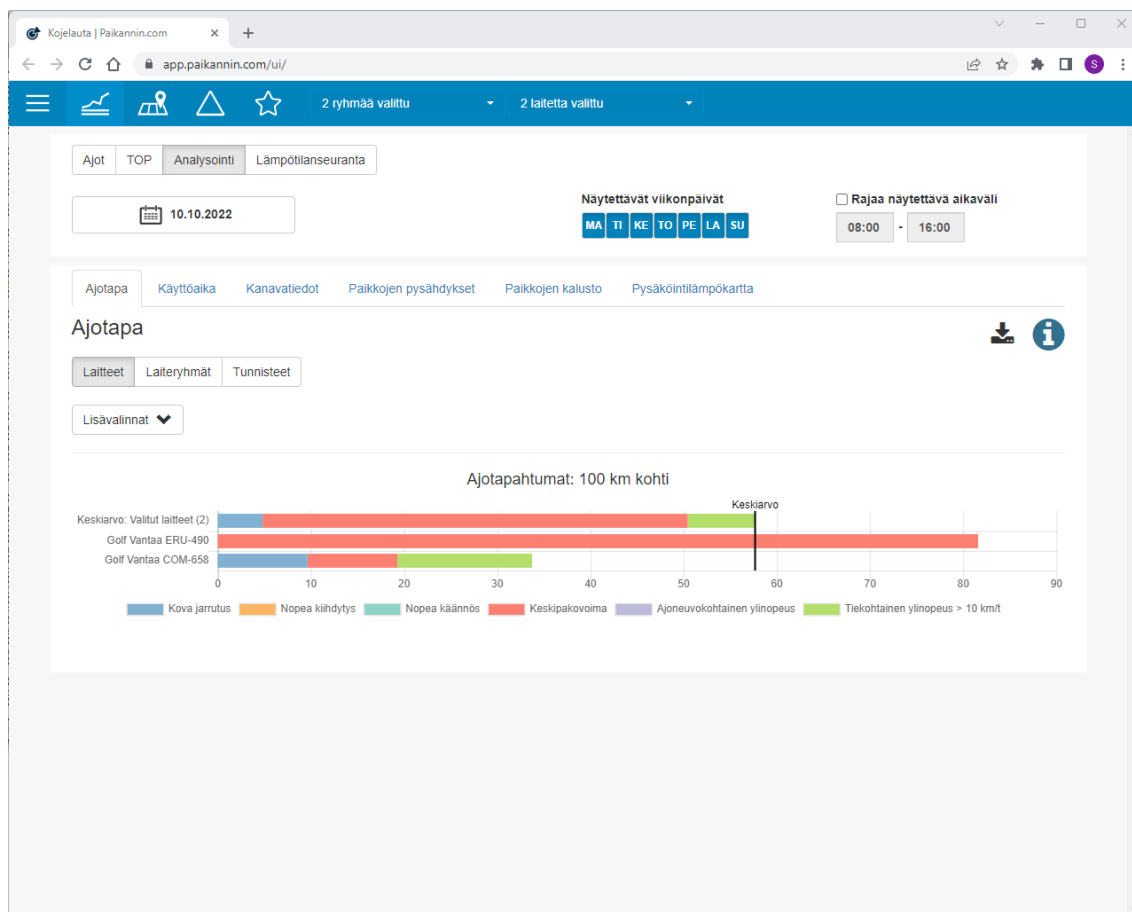 Kojelauta | Paikannin.com
app.paikannin.com/ui/
S
2 ryhmää valittu
2 laitetta valittu
Ajot TOP Analysointi Lämpötilanseuranta
10.10.2022
Näytettävät viikonpäivät
MA TI KE TO PE LA SU
Rajaa näytettävä aikaväli
08:00 - 16:00
Ajotapa Käyttöaika Kanavatiedot Paikkojen pysähdykset Paikkojen kalusto Pysäköintilämpökartta
Ajotapa
Laitteet Laiteryhmät Tunnisteet
Lisävalinnat
Ajotapahtumat: 100 km kohti
Keskiarvo
Keskiarvo: Valitut laitteet (2)
Golf Vantaa ERU-490
Golf Vantaa COM-658
0 10 20 30 40 50 60 70 80 90
Kova jarrutus Nopea kiihdytys Nopea käännös Keskipakovoima Ajoneuvokohtainen ylinopeus Tiekohtainen ylinopeus > 10 km/t